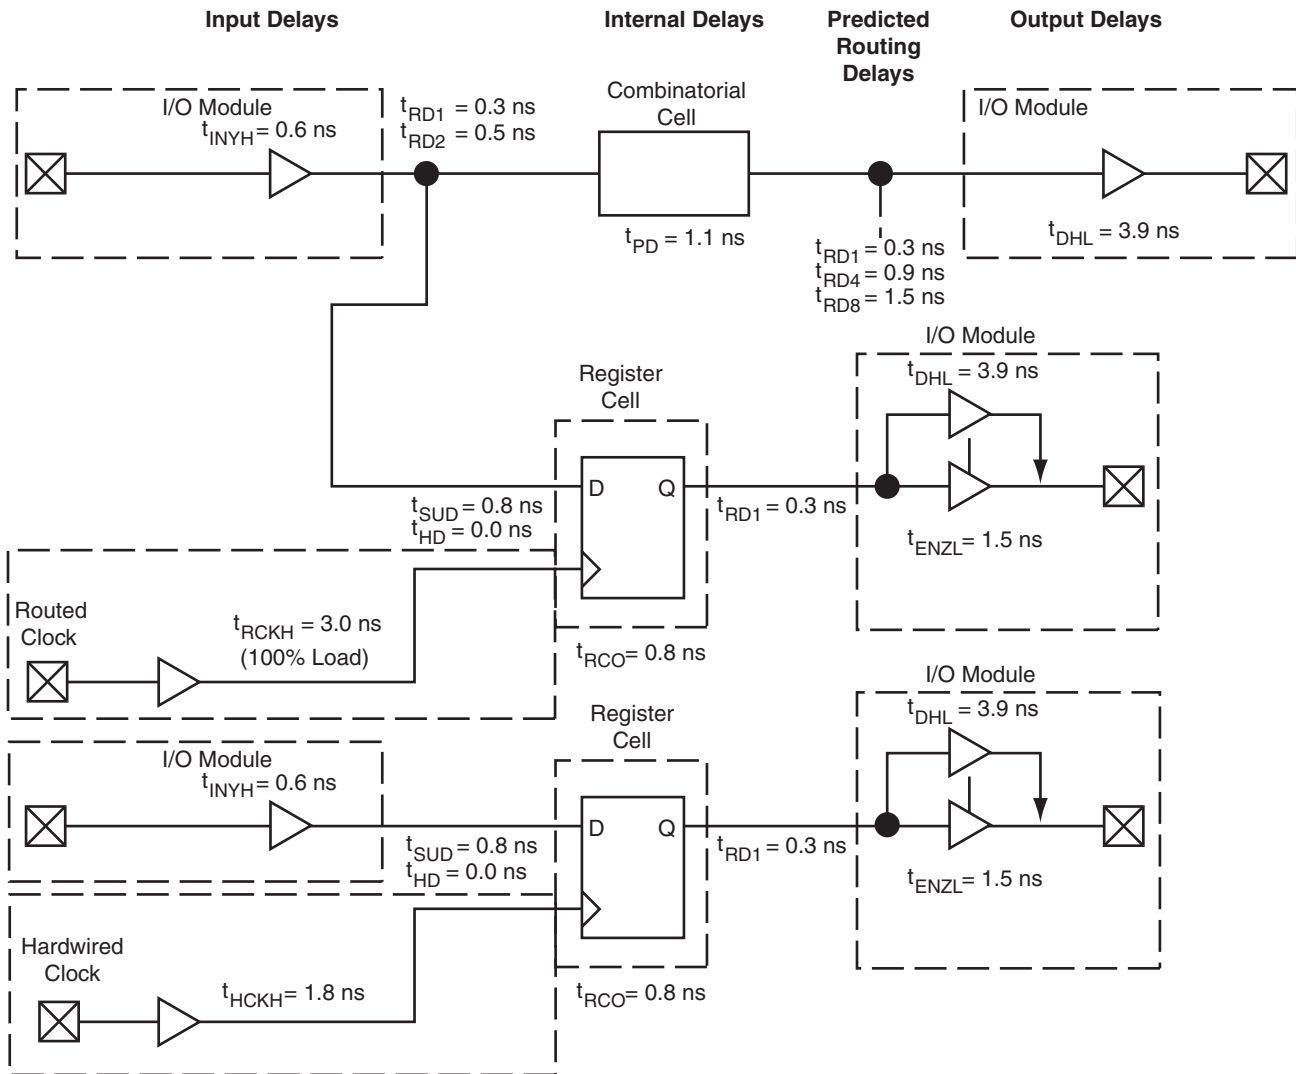 Input Delays
Internal Delays
Predicted
Routing
Delays
Output Delays
I/O Module
tINYH = 0.6 ns
tRD1 = 0.3 ns
tRD2 = 0.5 ns
Combinatorial
Cell
tPD = 1.1 ns
tRD1 = 0.3 ns
tRD4 = 0.9 ns
tRD8 = 1.5 ns
I/O Module
tDHL = 3.9 ns
Register
Cell
I/O Module
tDHL = 3.9 ns
D
Q
tSUD = 0.8 ns
tHD = 0.0 ns
tRD1 = 0.3 ns
tENZL = 1.5 ns
Routed
Clock
tRCKH = 3.0 ns
(100% Load)
tRCO = 0.8 ns
I/O Module
tINYH = 0.6 ns
Register
Cell
I/O Module
tDHL = 3.9 ns
D
Q
tSUD = 0.8 ns
tHD = 0.0 ns
tRD1 = 0.3 ns
tENZL = 1.5 ns
Hardwired
Clock
tHCKH = 1.8 ns
tRCO = 0.8 ns